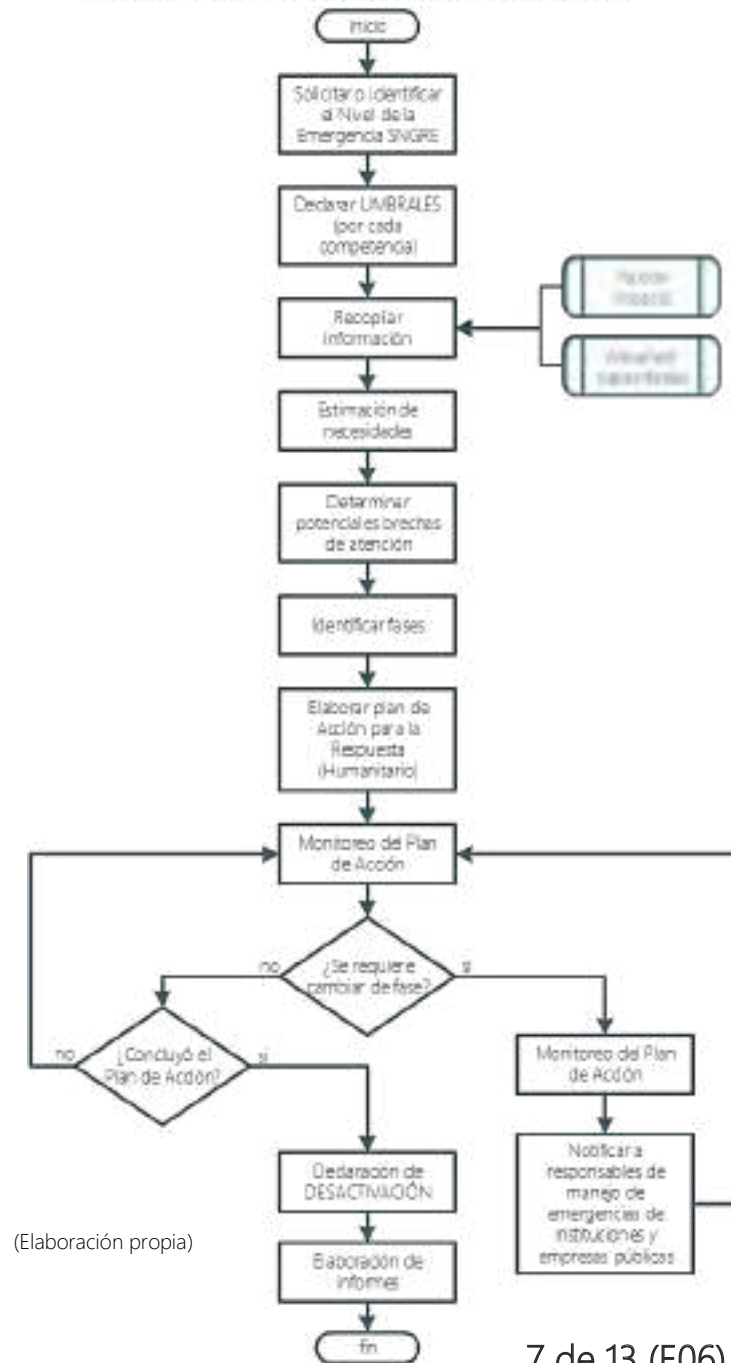 inicio
Solicitar o identificar
el Nivel de la
Emergencia SNGRE
Declarar UMBRALES
(por cada
competencia)
Recopilar
información
Estimación de
necesidades
Determinar
potenciales brechas
de atención
Identificar fases
Elaborar plan de
Acción para la
Respuesta
(Humanitario)
Monitoreo del Plan
de Acción
¿Se requiere
cambiar de fase?
no
si
¿Concluyó el
Plan de Acción?
no
si
Monitoreo del Plan
de Acción
Notificar a
responsables de
manejo de
emergencias de
instituciones y
empresas públicas
Declaración de
DESACTIVACIÓN
(Elaboración propia)
Elaboración de
informes
fin
7 de 13 (F06)